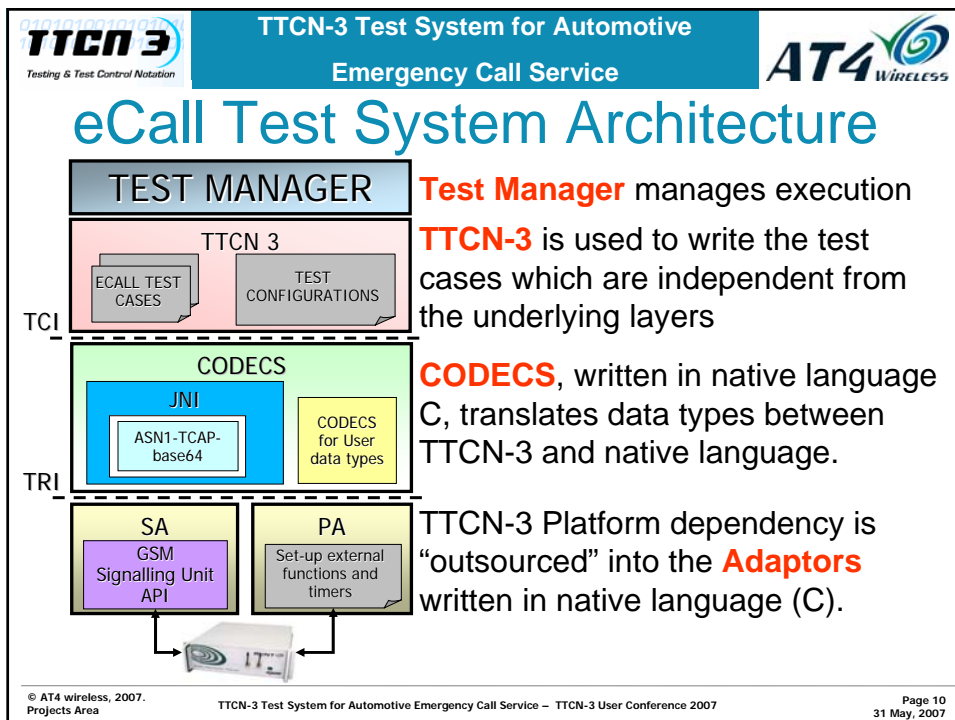 TTCN 3
Testing & Test Control Notation
TTCN-3 Test System for Automotive
Emergency Call Service
AT4 WIRELESS
eCall Test System Architecture
TEST MANAGER
Test Manager manages execution
TTCN 3
ECALL TEST
CASES
TEST
CONFIGURATIONS
TCI
TTCN-3 is used to write the test
cases which are independent from
the underlying layers
CODECS
JNI
ASN1-TCAP-
base64
CODECS
for User
data types
TRI
CODECS, written in native language
C, translates data types between
TTCN-3 and native language.
SA
GSM
Signalling Unit
API
PA
Set-up external
functions and
timers
TTCN-3 Platform dependency is
“outsourced” into the Adaptors
written in native language (C).
© AT4 wireless, 2007.
Projects Area
TTCN-3 Test System for Automotive Emergency Call Service – TTCN-3 User Conference 2007
Page 10
31 May, 2007